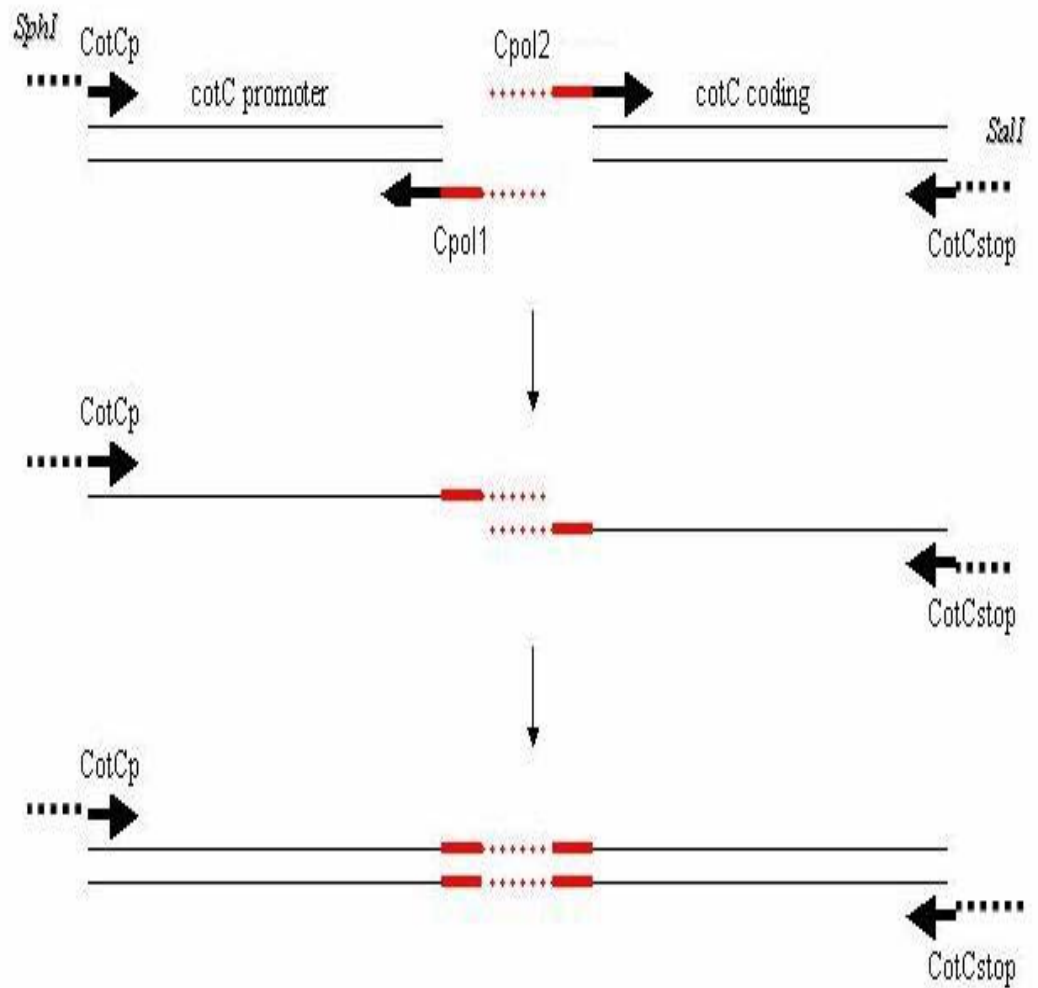 SphI
CotCp
Cpol2
cotC promoter
cotC coding
SalI
Cpol1
CotCstop
CotCp
CotCstop
CotCp
CotCstop